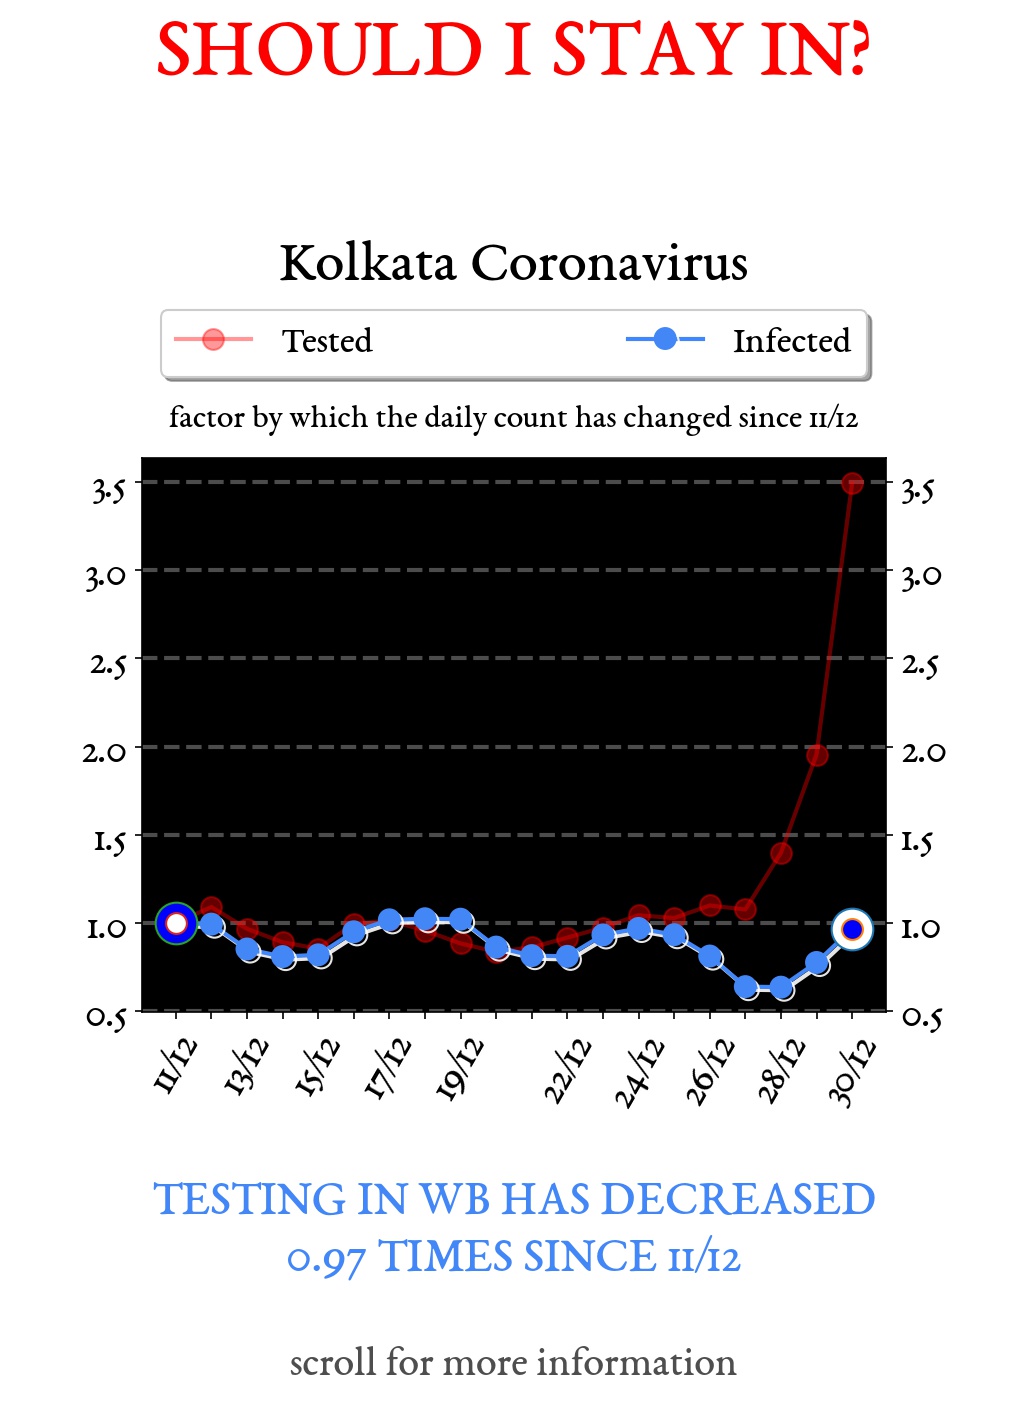 SHOULD I STAY IN?
Kolkata Coronavirus
Tested Infected
factor by which the daily count has changed since 11/12
3.5 3.5
3.0 3.0
2.5 2.5
2.0 2.0
1.5 1.5
1.0 1.0
0.5 0.5
11/12 13/12 15/12 17/12 19/12 22/12 24/12 26/12 28/12 30/12
TESTING IN WB HAS DECREASED
0.97 TIMES SINCE 11/12
scroll for more information